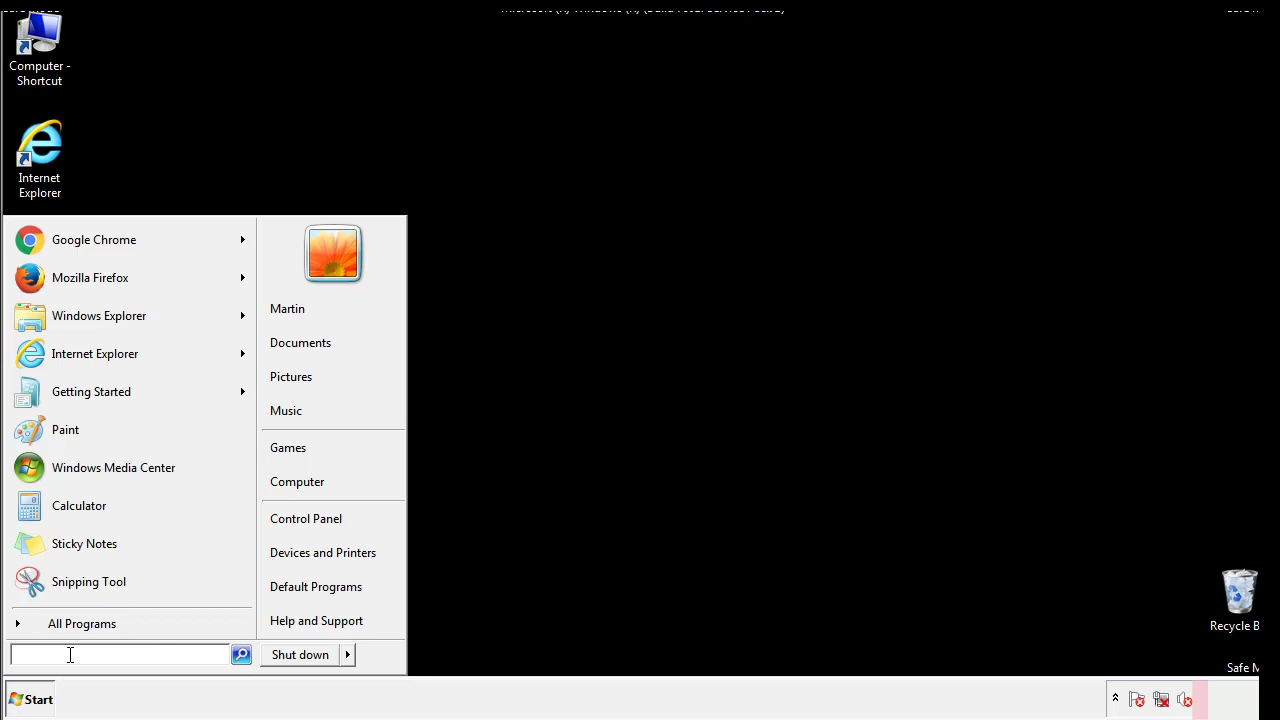 Computer -
Shortcut
Internet
Explorer
Google Chrome
Mozilla Firefox
Windows Explorer
Internet Explorer
Getting Started
Paint
Windows Media Center
Calculator
Sticky Notes
Snipping Tool
All Programs
Martin
Documents
Pictures
Music
Games
Computer
Control Panel
Devices and Printers
Default Programs
Help and Support
Shut down
Recycle B
Safe M
Start